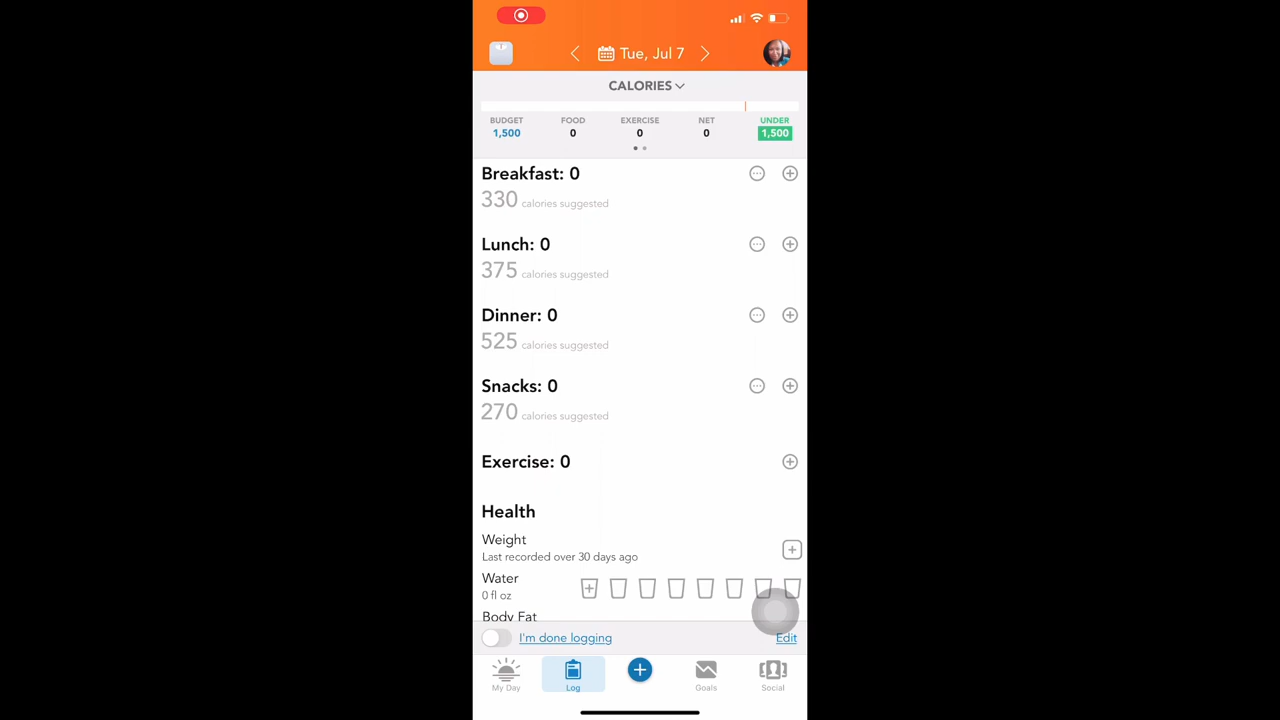 Tue, Jul 7
CALORIES
BUDGET FOOD EXERCISE NET UNDER
1,500 0 0 0 1,500
Breakfast: 0
330 calories suggested
Lunch: 0
375 calories suggested
Dinner: 0
525 calories suggested
Snacks: 0
270 calories suggested
Exercise: 0
Health
Weight
Last recorded over 30 days ago
Water
0 fl oz
Body Fat
I'm done logging Edit
My Day Log Goals Social